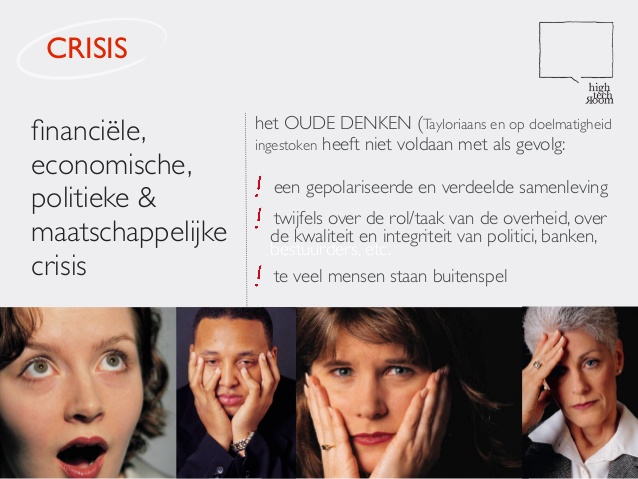 CRISIS
high
tech
room
financiële,
economische,
politieke &
maatschappelijke
crisis
het OUDE DENKEN (Tayloriaans en op doelmatigheid
ingestoken heeft niet voldaan met als gevolg:
! een gepolariseerde en verdeelde samenleving
! twijfels over de rol/taak van de overheid, over
de kwaliteit en integriteit van politici, banken,
bestuurders, etc.
! te veel mensen staan buitenspel